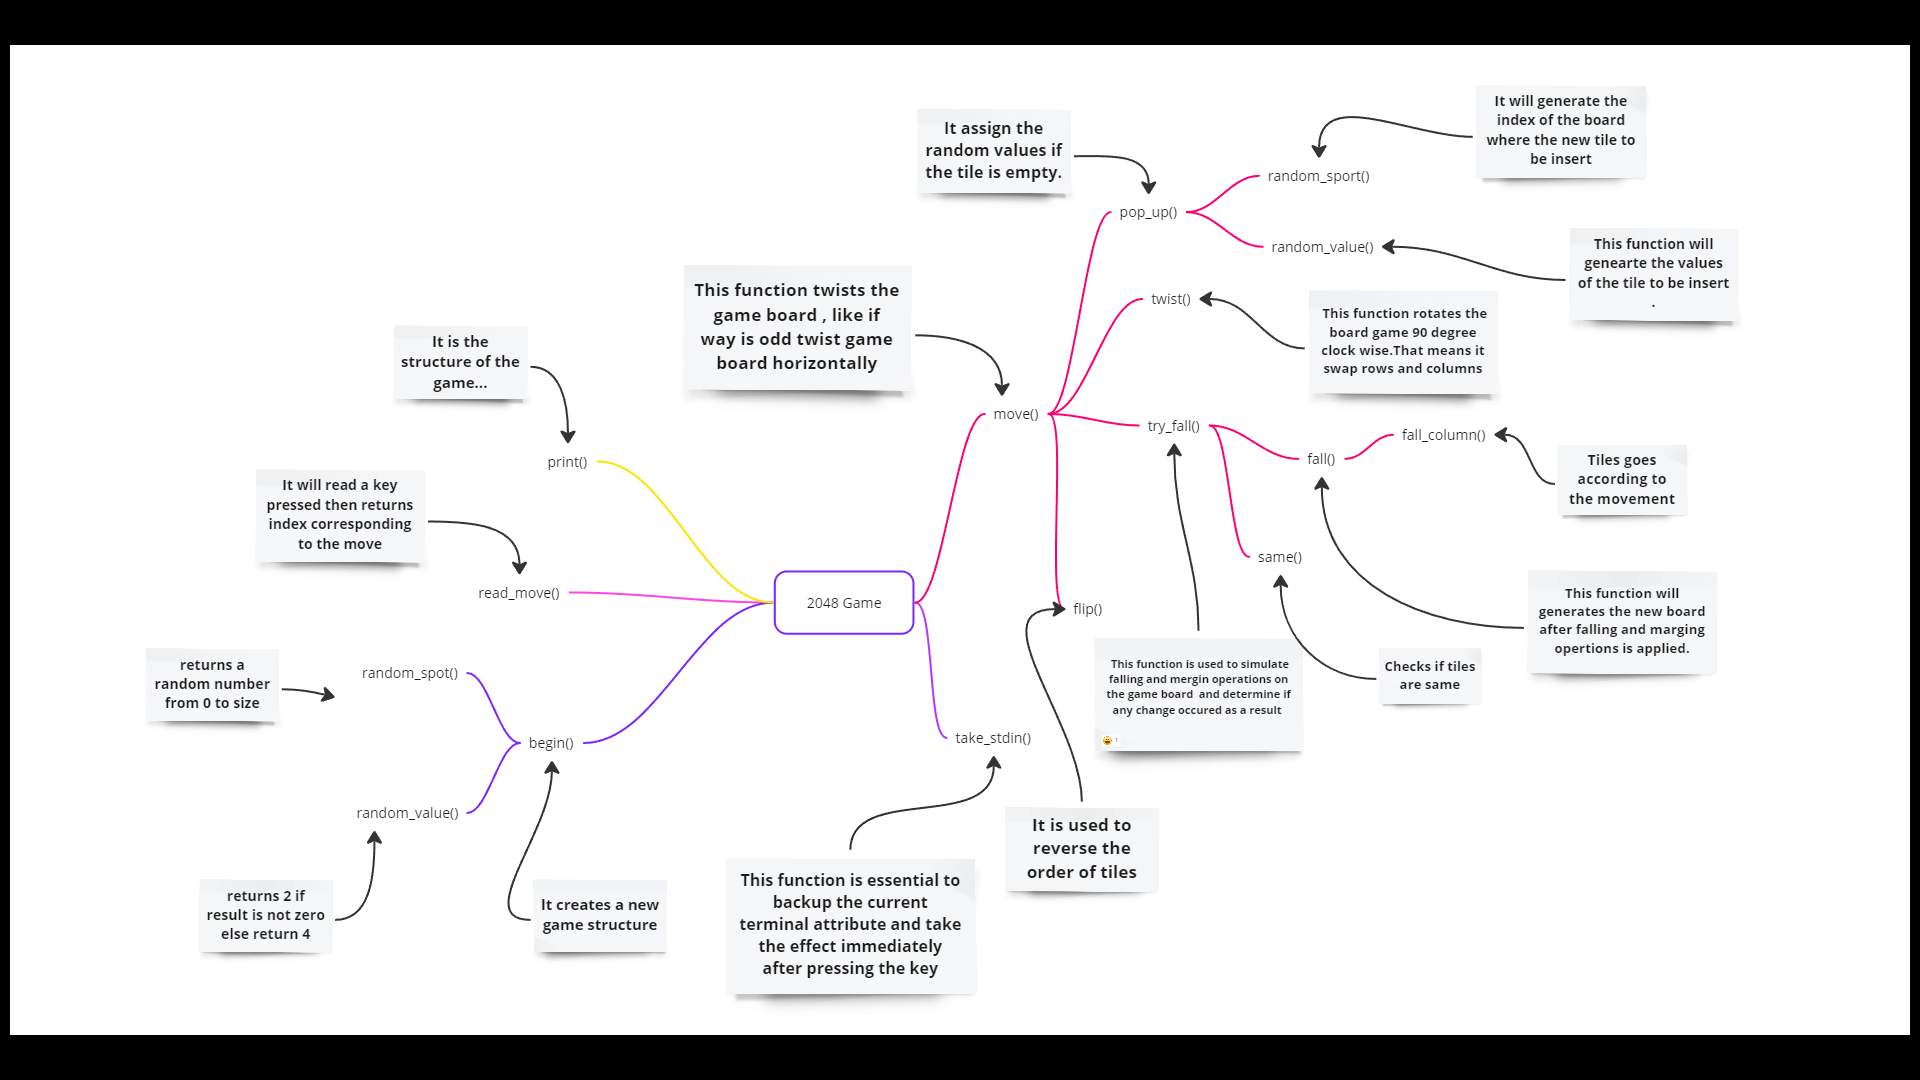 It will generate the
index of the board
where the new tile to
be insert
It assign the
random values if
the tile is empty.
random_sport()
pop_up()
random_value()
This function will
genearte the values
of the tile to be insert
.
This function twists the
game board , like if
way is odd twist game
board horizontally
twist()
This function rotates the
board game 90 degree
clock wise.That means it
swap rows and columns
It is the
structure of the
game...
move()
try_fall()
fall_column()
fall()
Tiles goes
according to
the movement
print()
It will read a key
pressed then returns
index corresponding
to the move
same()
read_move()
2048 Game
flip()
This function will
generates the new board
after falling and marging
opertions is applied.
returns a
random number
from 0 to size
random_spot()
This function is used to simulate
falling and mergin operations on
the game board  and determine if
any change occured as a result
Checks if tiles
are same
begin()
take_stdin()
random_value()
It is used to
reverse the
order of tiles
returns 2 if
result is not zero
else return 4
It creates a new
game structure
This function is essential to
backup the current
terminal attribute and take
the effect immediately
after pressing the key